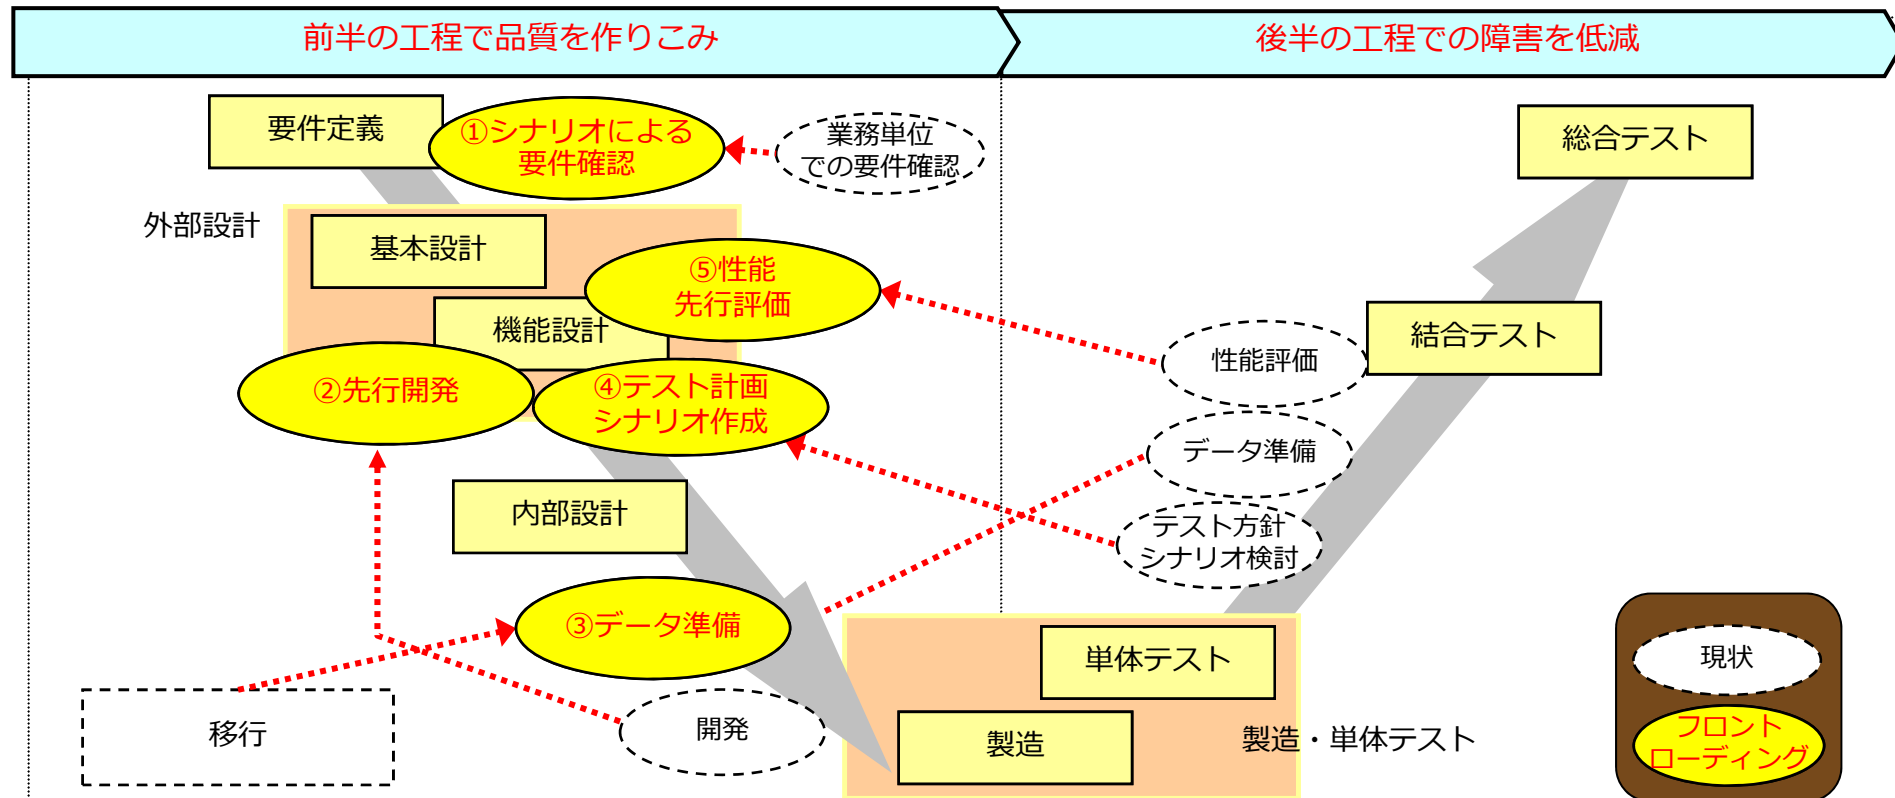 前半の工程で品質を作りこみ
後半の工程での障害を低減
要件定義
①シナリオによる
要件確認
業務単位
での要件確認
総合テスト
外部設計
基本設計
⑤性能
先行評価
機能設計
性能評価
結合テスト
②先行開発
④テスト計画
シナリオ作成
データ準備
内部設計
テスト方針
シナリオ検討
③データ準備
単体テスト
現状
移行
開発
製造
製造・単体テスト
フロント
ローディング